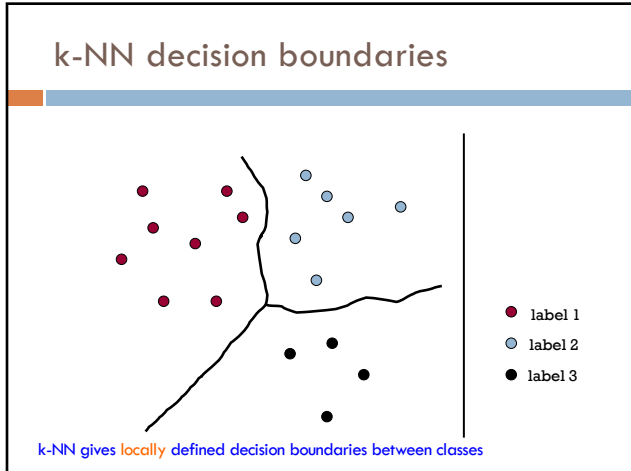 k-NN decision boundaries
label 1
label 2
label 3
k-NN gives locally defined decision boundaries between classes